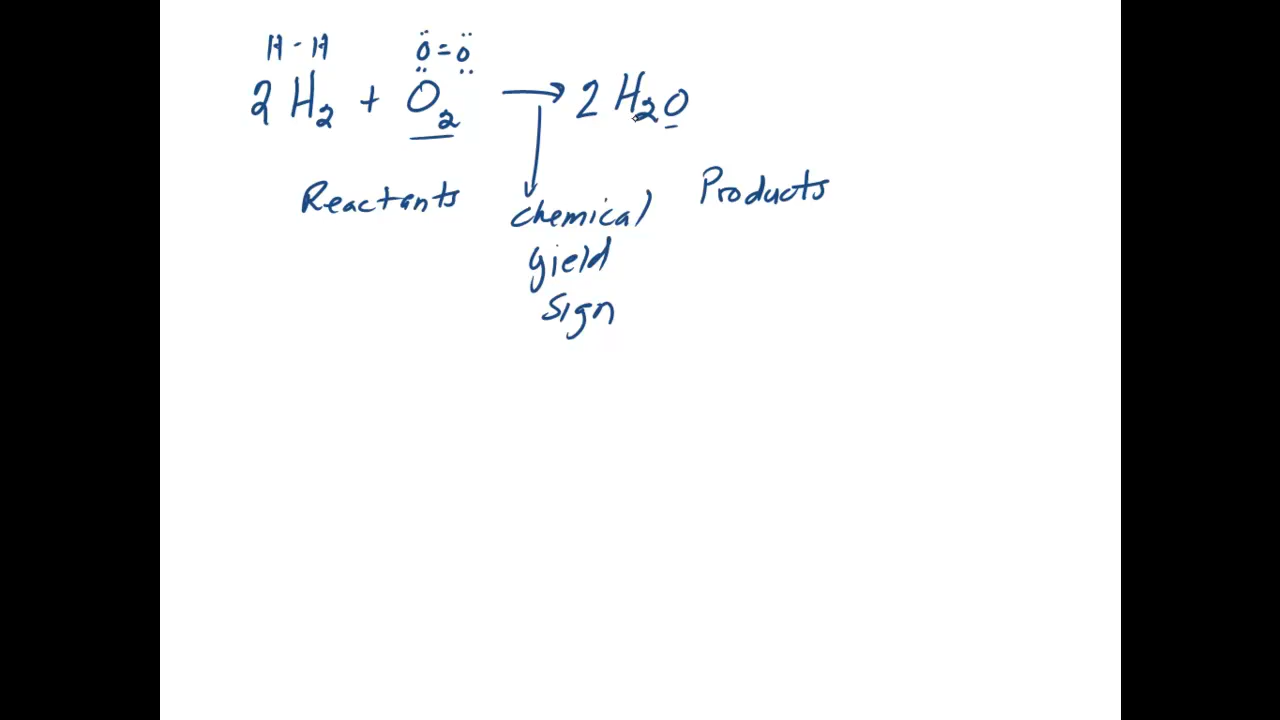 H - H Ö = Ö
2 H₂ + O₂ → 2 H₂O
Reactants chemical Products
yield
sign